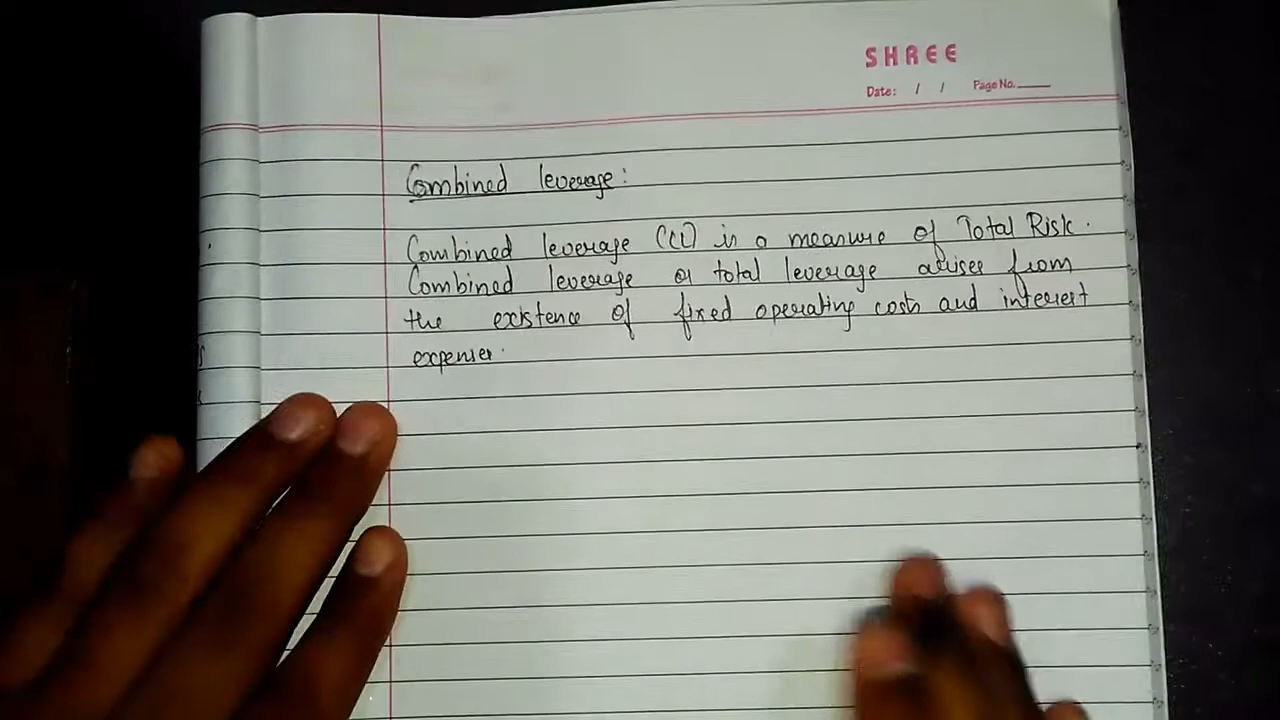 SHREE
Date: / / Page No.
Combined leverage:
Combined leverage (CL) is a measure of Total Risk.
Combined leverage or total leverage arises from
the existence of fixed operating costs and interest
expenses.